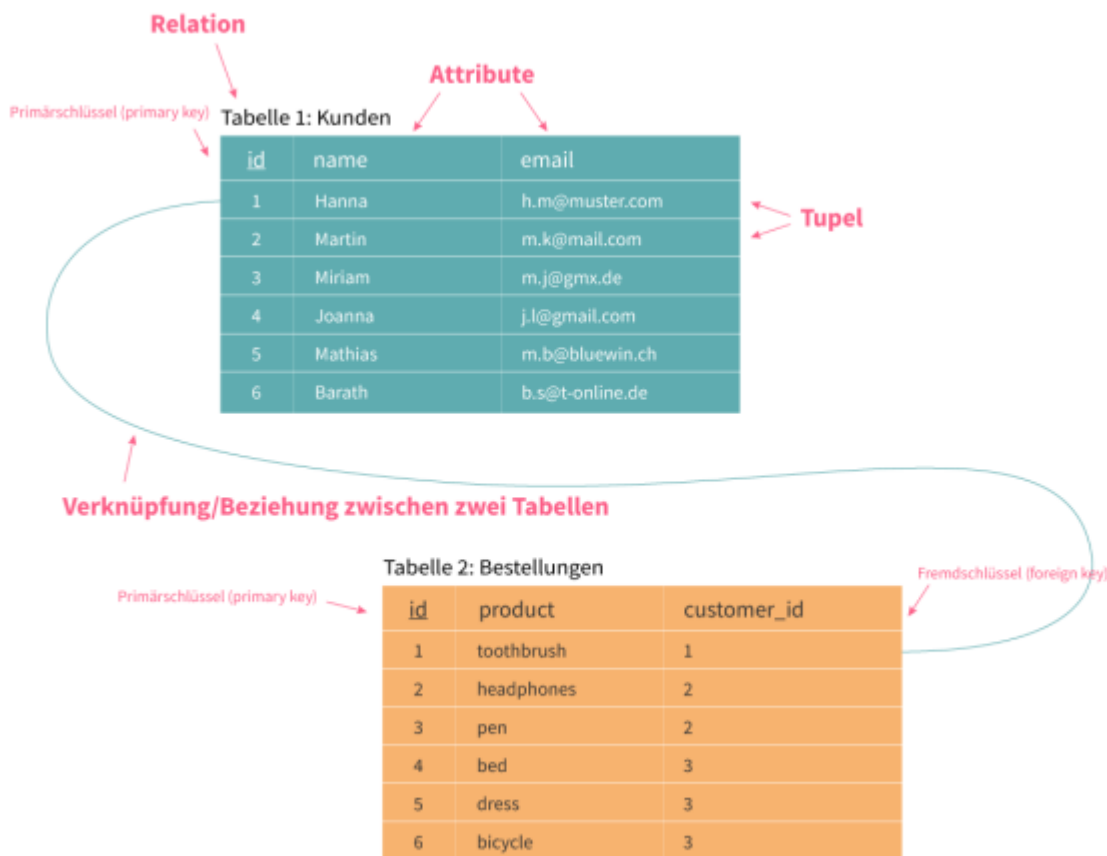 Relation
Attribute
Primärschlüssel (primary key)
Tabelle 1: Kunden
id name email
1 Hanna h.m@muster.com
2 Martin m.k@mail.com
3 Miriam m.j@gmx.de
4 Joanna j.l@gmail.com
5 Mathias m.b@bluewin.ch
6 Barath b.s@t-online.de
Tupel
Verknüpfung/Beziehung zwischen zwei Tabellen
Tabelle 2: Bestellungen
Primärschlüssel (primary key)
Fremdschlüssel (foreign key)
id product customer_id
1 toothbrush 1
2 headphones 2
3 pen 2
4 bed 3
5 dress 3
6 bicycle 3